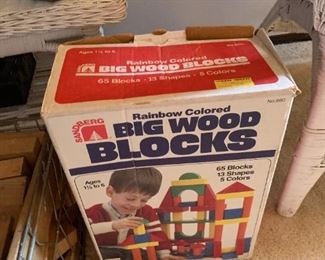 Ages 1½ to 6
Rainbow Colored
BIG WOOD BLOCKS
65 Blocks - 13 Shapes - 5 Colors
SANDBERG
Rainbow Colored
No. 680
BIG WOOD
BLOCKS
Ages
1½ to 6
65 Blocks
13 Shapes
5 Colors